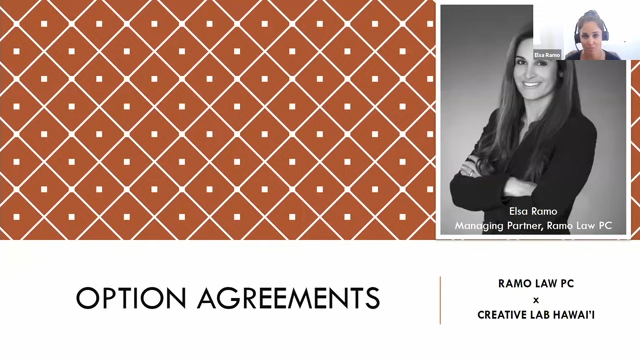 Elsa Ramo
Elsa Ramo
Managing Partner, Ramo Law PC
OPTION AGREEMENTS
RAMO LAW PC
x
CREATIVE LAB HAWAI'I